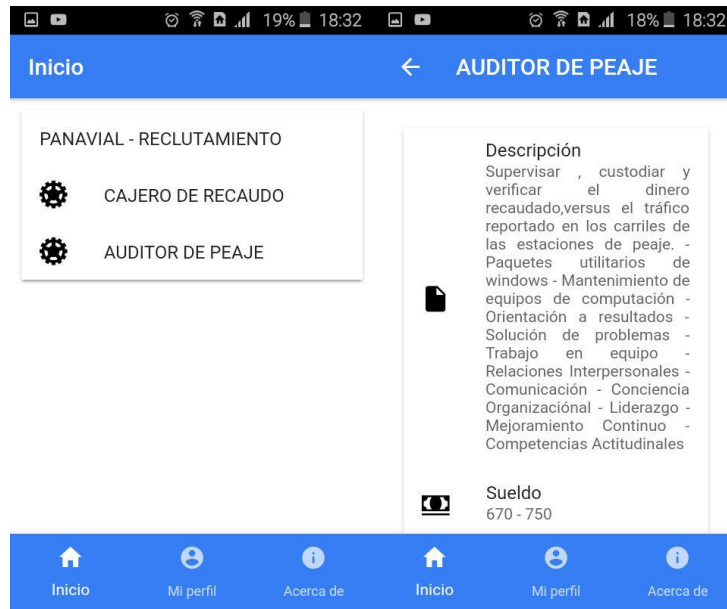 19% 18:32
Inicio
PANAVIAL - RECLUTAMIENTO
CAJERO DE RECAUDO
AUDITOR DE PEAJE
Inicio Mi perfil Acerca de
18% 18:32
AUDITOR DE PEAJE
Descripción
Supervisar , custodiar y
verificar el dinero
recaudado,versus el tráfico
reportado en los carriles de
las estaciones de peaje. -
Paquetes utilitarios de
windows - Mantenimiento de
equipos de computación -
Orientación a resultados -
Solución de problemas -
Trabajo en equipo -
Relaciones Interpersonales -
Comunicación - Conciencia
Organizaciónal - Liderazgo -
Mejoramiento Continuo -
Competencias Actitudinales
Sueldo
670 - 750
Inicio Mi perfil Acerca de